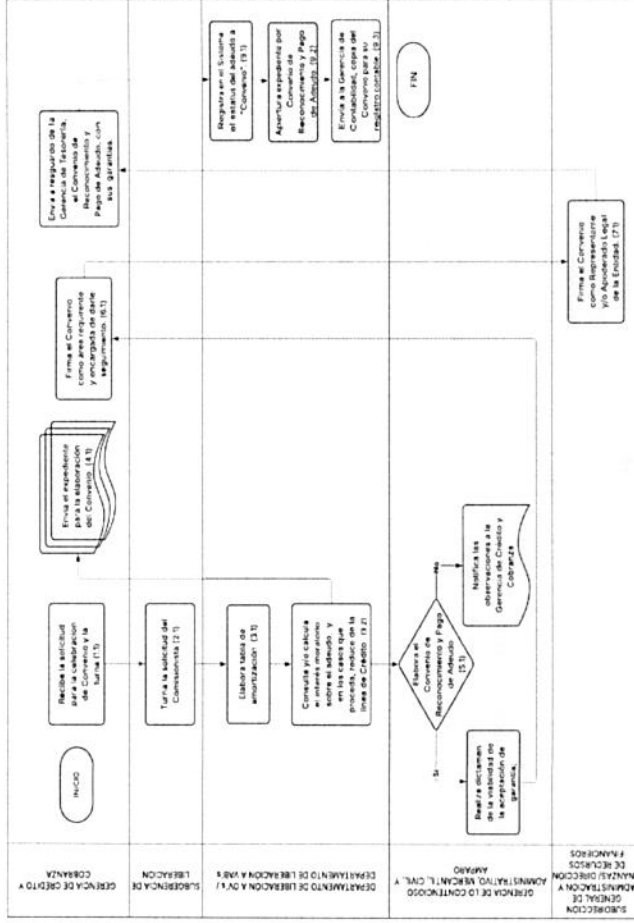 GERENCIA DE CRÉDITO Y
COBRANZA
INICIO
Recibe la solicitud
para la celebración
de Convenio y la
turna (1.1)
Envía el expediente
para la elaboración
del Convenio. (4.1)
Firma el Convenio
como área requirente
y encargada de darle
seguimiento. (6.1)
Envía a resguardo de la
Gerencia de Tesorería,
el Convenio de
Reconocimiento y
Pago de Adeudo, con
sus garantías.
SUBGERENCIA DE
LIBERACIÓN
Turna la solicitud del
Comisionista (2.1)
DEPARTAMENTO DE LIBERACIÓN A OV's /
DEPARTAMENTO DE LIBERACIÓN A VAB's
Elabora tabla de
amortización (3.1)
Consulta y/o calcula
el interés moratorio
sobre el adeudo y
en los casos que
proceda, reduce de la
línea de Crédito (3.2)
Registra en el Sistema
el estatus del adeudo a
"Convenio". (9.1)
Apertura expediente por
Convenio de
Reconocimiento y Pago
de Adeudo. (9.2)
Envía a la Gerencia de
Contabilidad, copia del
Convenio para su
registro contable. (9.3)
GERENCIA DE LO CONTENCIOSO
ADMINISTRATIVO, MERCANTIL, CIVIL, Y
AMPARO
Elabora el
Convenio de
Reconocimiento y Pago
de Adeudo
(5.1)
Si
No
Realiza dictamen
de la viabilidad de
la aceptación de
garantía,
Notifica las
observaciones a la
Gerencia de Crédito y
Cobranza
FIN
SUBDIRECCIÓN
GENERAL DE
ADMINISTRACIÓN Y
FINANZAS/ DIRECCIÓN
DE RECURSOS
FINANCIEROS
Firma el Convenio
como Representante
y/o Apoderado Legal
de la Entidad. (7.1)